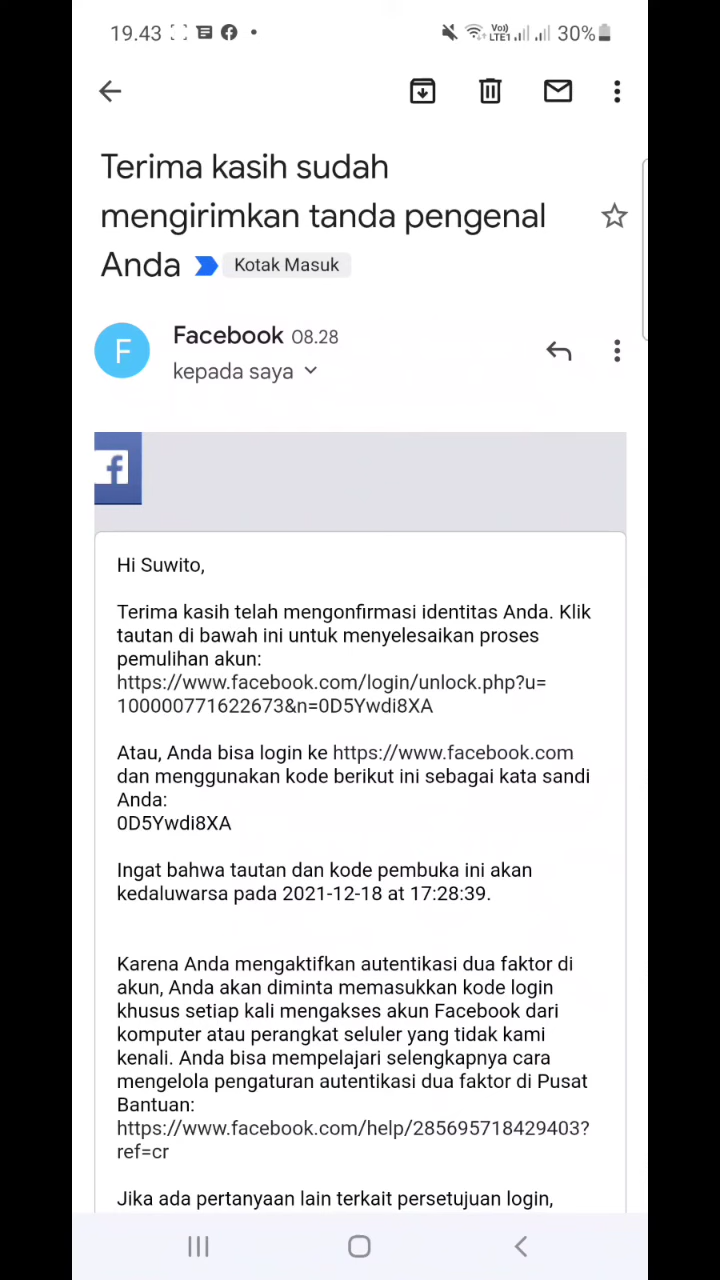 19.43
Vo))
LTE1
30%
Terima kasih sudah
mengirimkan tanda pengenal
Anda Kotak Masuk
Facebook 08.28
F
kepada saya
f
Hi Suwito,
Terima kasih telah mengonfirmasi identitas Anda. Klik
tautan di bawah ini untuk menyelesaikan proses
pemulihan akun:
https://www.facebook.com/login/unlock.php?u=
100000771622673&n=0D5Ywdi8XA
Atau, Anda bisa login ke https://www.facebook.com
dan menggunakan kode berikut ini sebagai kata sandi
Anda:
0D5Ywdi8XA
Ingat bahwa tautan dan kode pembuka ini akan
kedaluwarsa pada 2021-12-18 at 17:28:39.
Karena Anda mengaktifkan autentikasi dua faktor di
akun, Anda akan diminta memasukkan kode login
khusus setiap kali mengakses akun Facebook dari
komputer atau perangkat seluler yang tidak kami
kenali. Anda bisa mempelajari selengkapnya cara
mengelola pengaturan autentikasi dua faktor di Pusat
Bantuan:
https://www.facebook.com/help/285695718429403?
ref=cr
Jika ada pertanyaan lain terkait persetujuan login,